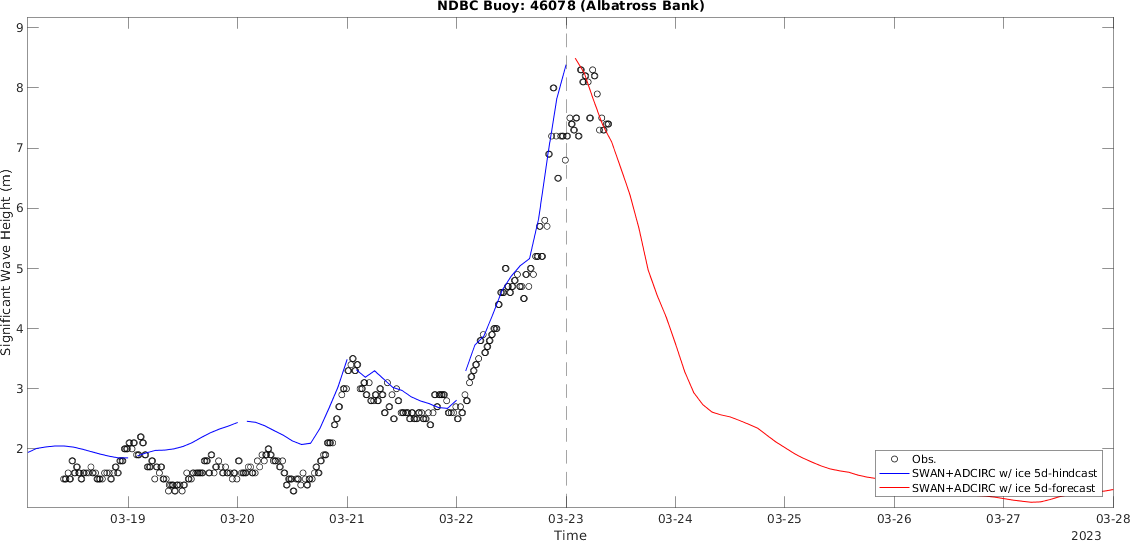 NDBC Buoy: 46078 (Albatross Bank)
9
8
7
6
5
4
3
2
Significant Wave Height (m)
Obs.
SWAN+ADCIRC w/ ice 5d-hindcast
SWAN+ADCIRC w/ ice 5d-forecast
03-19 03-20 03-21 03-22 03-23 03-24 03-25 03-26 03-27 03-28
Time
2023